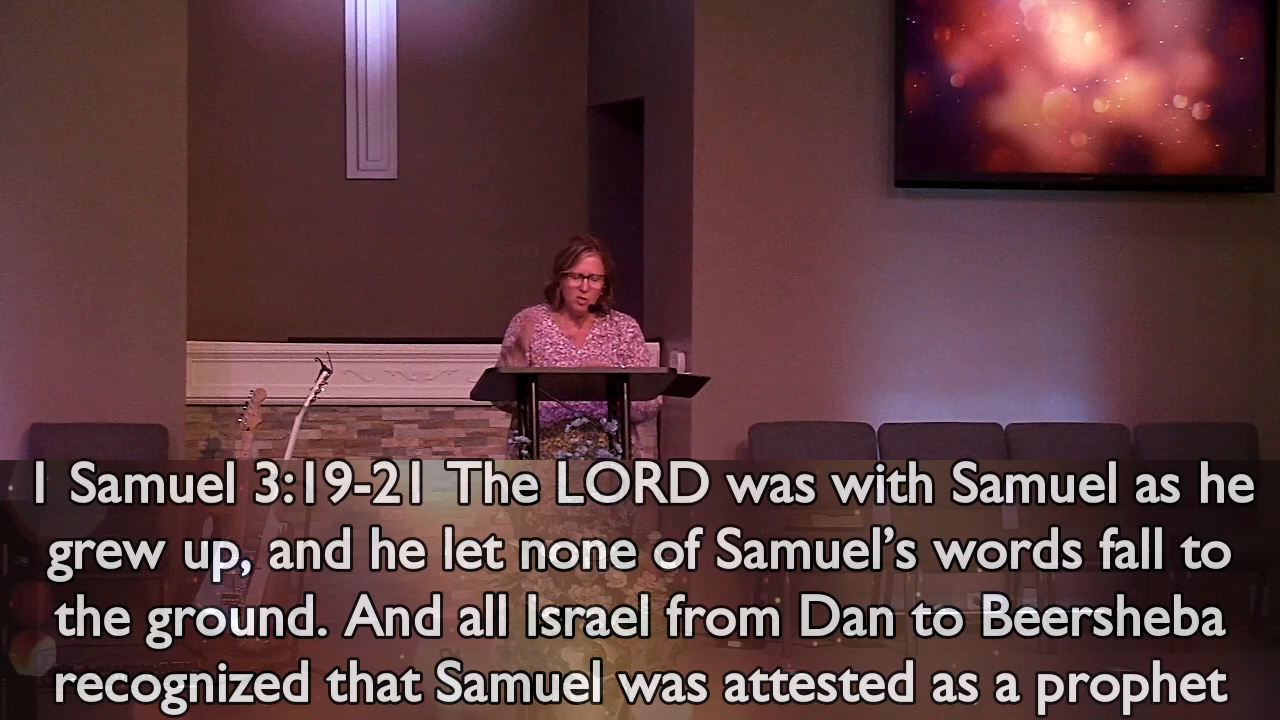 1 Samuel 3:19-21 The LORD was with Samuel as he
grew up, and he let none of Samuel’s words fall to
the ground. And all Israel from Dan to Beersheba
recognized that Samuel was attested as a prophet